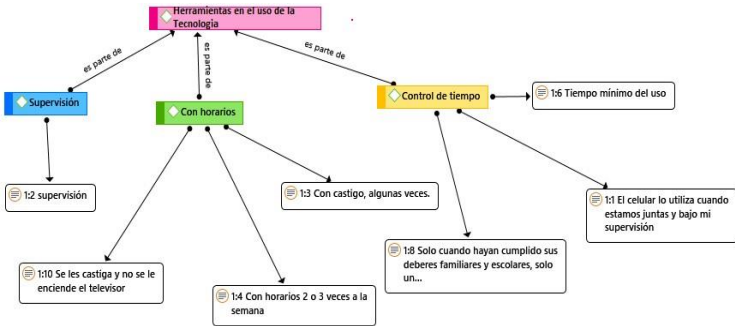 Herramientas en el uso de la
Tecnologia
es parte de
es parte de
es parte de
Supervisión
Con horarios
Control de tiempo
1:6 Tiempo mínimo del uso
1:2 supervisión
1:3 Con castigo, algunas veces.
1:1 El celular lo utiliza cuando
estamos juntas y bajo mi
supervisión
1:8 Solo cuando hayan cumplido sus
deberes familiares y escolares, solo
un...
1:10 Se les castiga y no se le
enciende el televisor
1:4 Con horarios 2 o 3 veces a la
semana